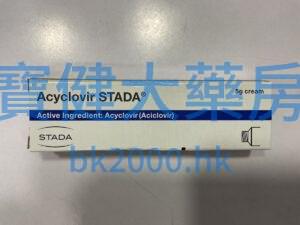 寶健大藥房
Acyclovir STADA®
5g cream
Active Ingredient: Acyclovir(Aciclovir)
STADA
bk2000.hk